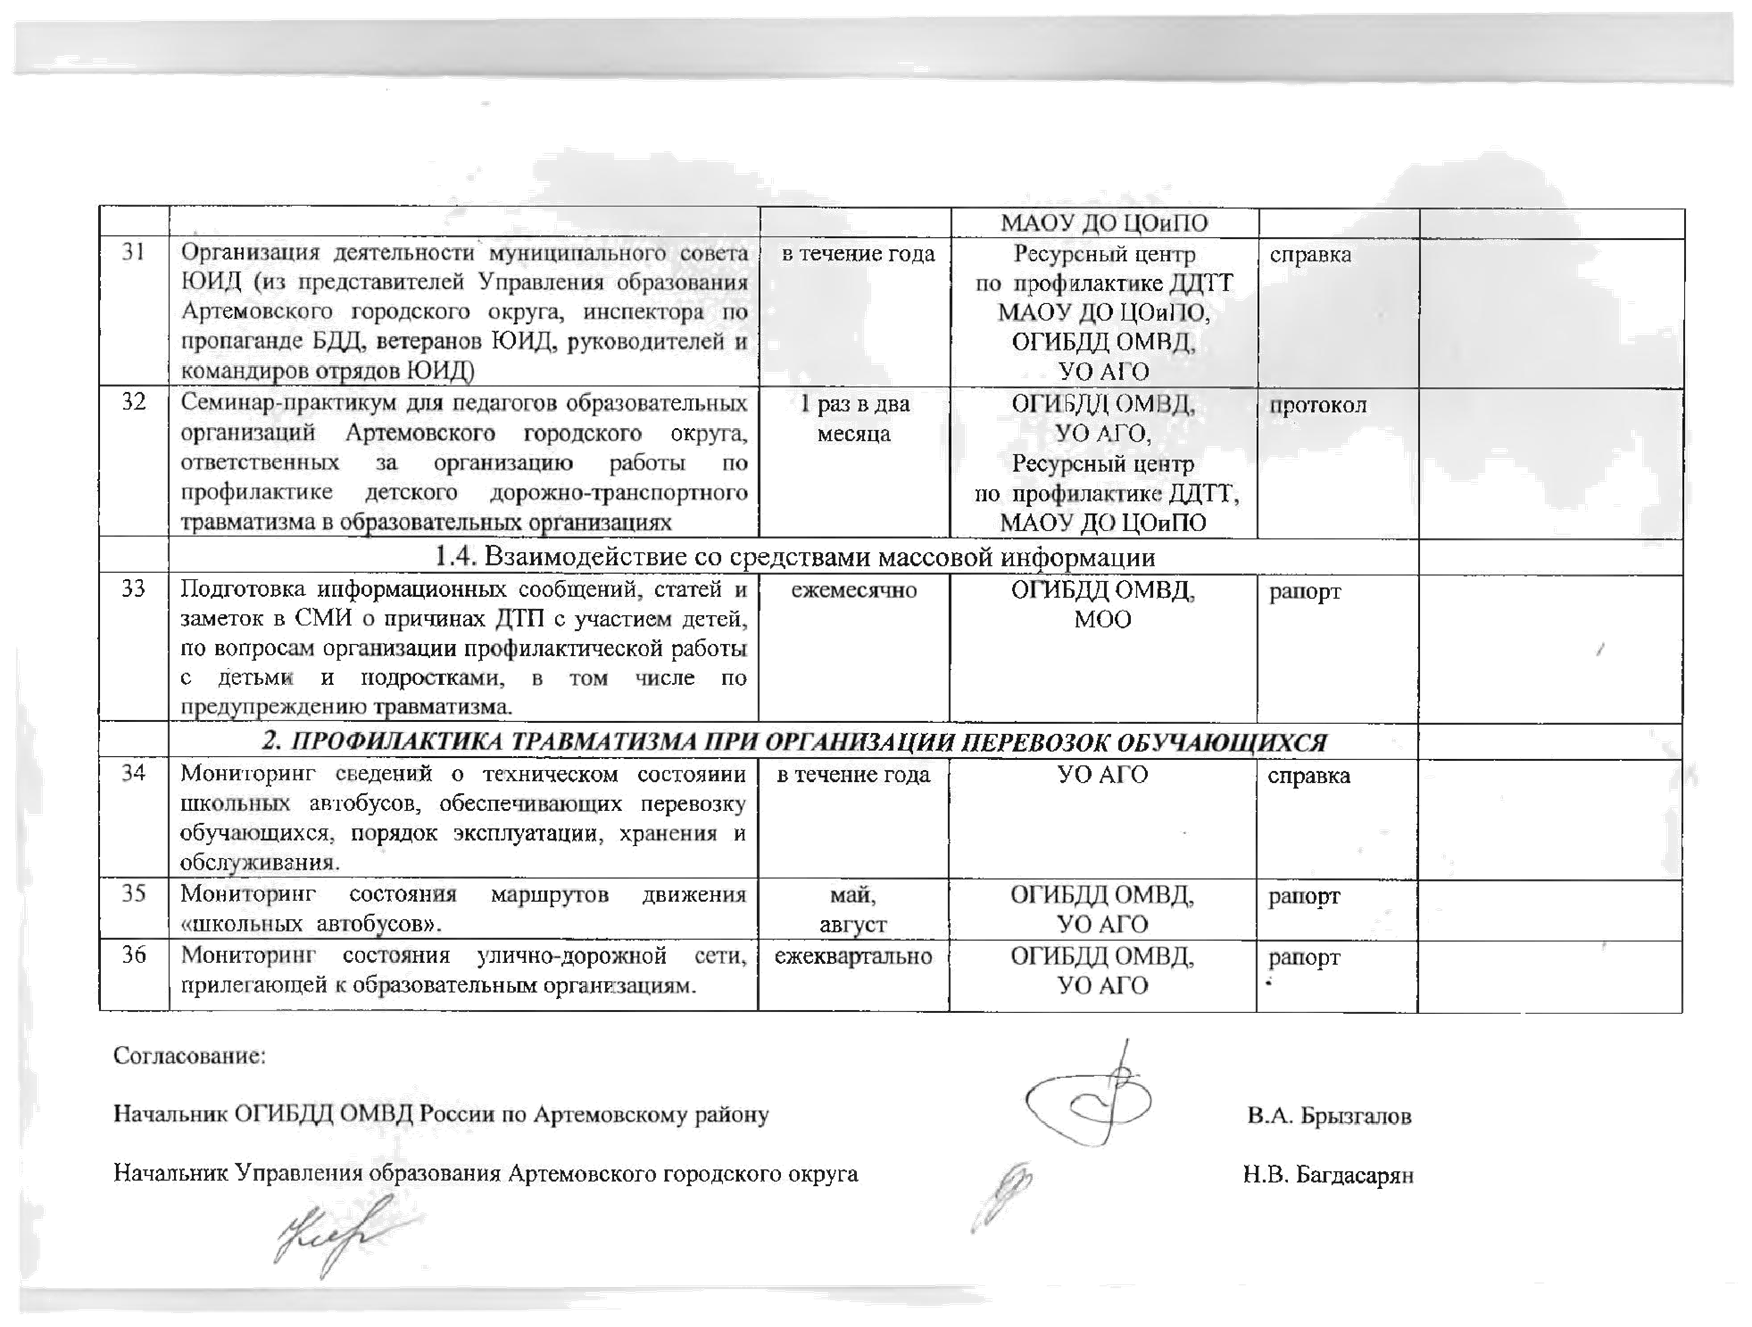 МАОУ ДО ЦОиПО
31 Организация деятельности муниципального совета в течение года Ресурсный центр справка
ЮИД (из представителей Управления образования по профилактике ДДТТ
Артемовского городского округа, инспектора по МАОУ ДО ЦОиПО,
пропаганде БДД, ветеранов ЮИД, руководителей и ОГИБДД ОМВД,
командиров отрядов ЮИД) УО АГО
32 Семинар-практикум для педагогов образовательных 1 раз в два ОГИБДД ОМВД, протокол
организаций Артемовского городского округа, месяца УО АГО,
ответственных за организацию работы по Ресурсный центр
профилактике детского дорожно-транспортного по профилактике ДДТТ,
травматизма в образовательных организациях МАОУ ДО ЦОиПО
1.4. Взаимодействие со средствами массовой информации
33 Подготовка информационных сообщений, статей и ежемесячно ОГИБДД ОМВД, рапорт
заметок в СМИ о причинах ДТП с участием детей, МОО
по вопросам организации профилактической работы
с детьми и подростками, в том числе по
предупреждению травматизма.
2. ПРОФИЛАКТИКА ТРАВМАТИЗМА ПРИ ОРГАНИЗАЦИИ ПЕРЕВОЗОК ОБУЧАЮЩИХСЯ
34 Мониторинг сведений о техническом состоянии в течение года УО АГО справка
школьных автобусов, обеспечивающих перевозку
обучающихся, порядок эксплуатации, хранения и
обслуживания.
35 Мониторинг состояния маршрутов движения май, ОГИБДД ОМВД, рапорт
«школьных автобусов». август УО АГО
36 Мониторинг состояния улично-дорожной сети, ежеквартально ОГИБДД ОМВД, рапорт
прилегающей к образовательным организациям. УО АГО
Согласование:
Начальник ОГИБДД ОМВД России по Артемовскому району В.А. Брызгалов
Начальник Управления образования Артемовского городского округа Н.В. Багдасарян